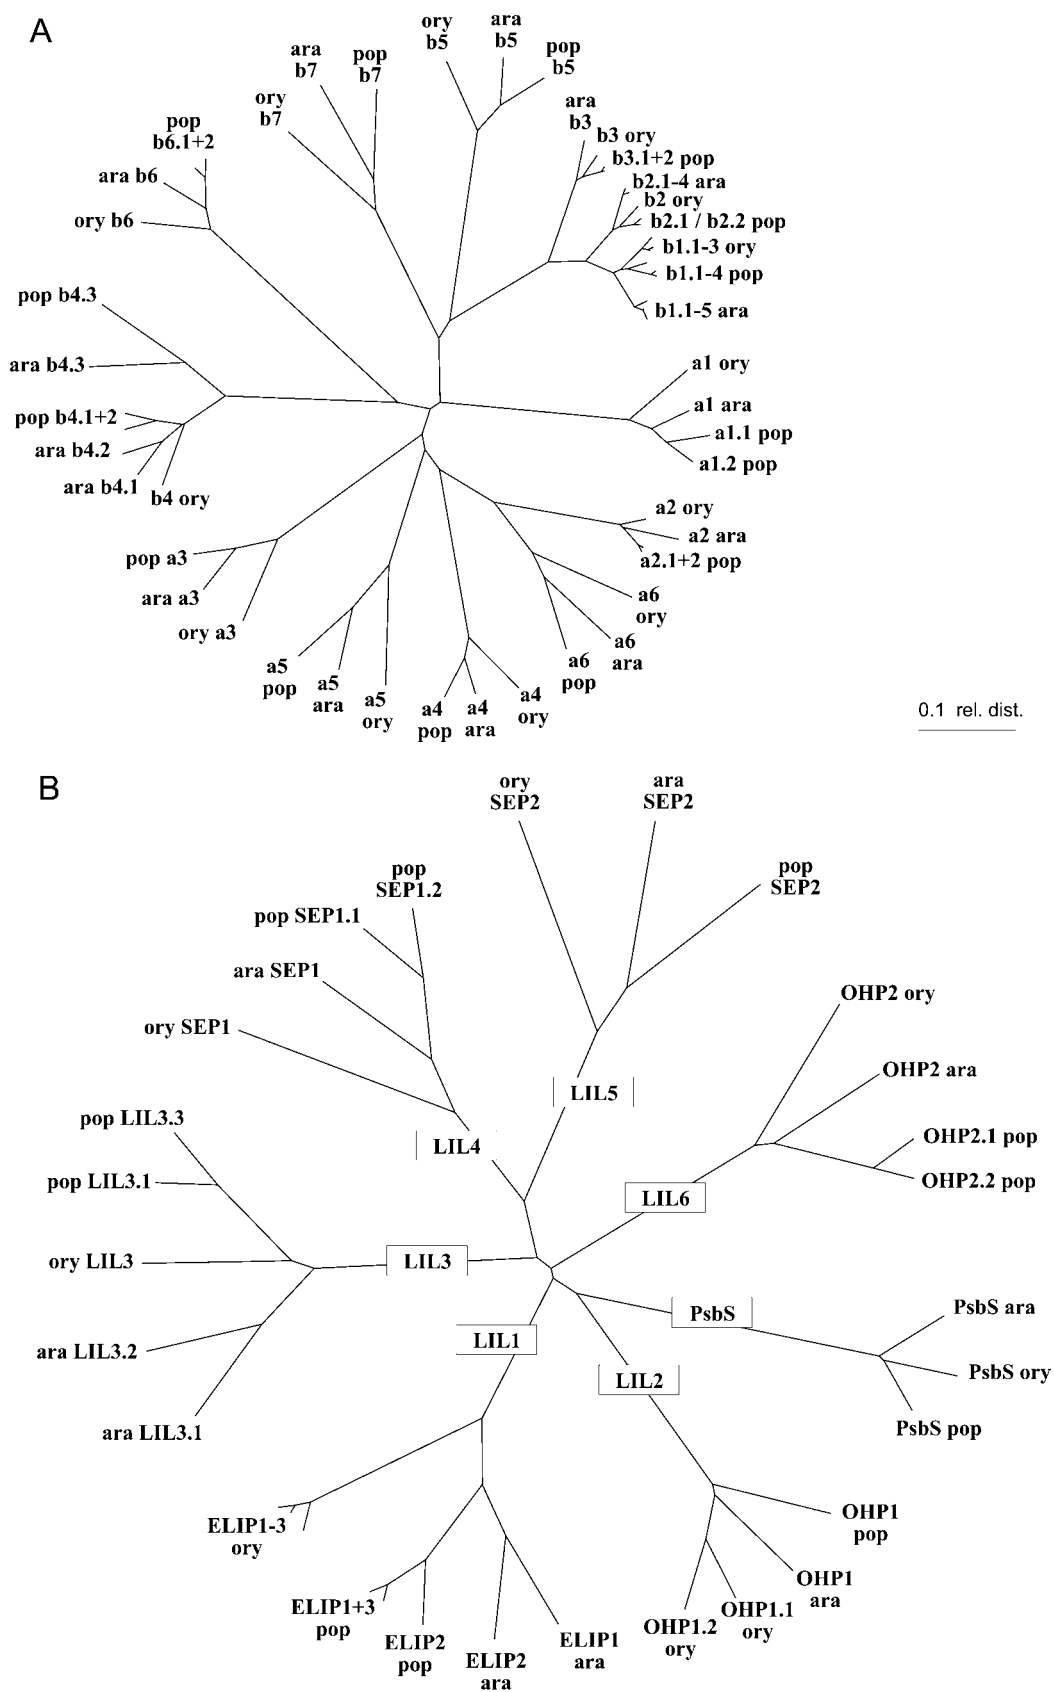 A
ory
b5
ara
b5
pop
b5
ara
b7
pop
b7
ory
b7
ara
b3
b3 ory
b3.1+2 pop
b2.1-4 ara
b2 ory
b2.1 / b2.2 pop
b1.1-3 ory
b1.1-4 pop
b1.1-5 ara
pop
b6.1+2
ara b6
ory b6
pop b4.3
ara b4.3
pop b4.1+2
ara b4.2
ara b4.1
b4 ory
a1 ory
a1 ara
a1.1 pop
a1.2 pop
a2 ory
a2 ara
a2.1+2 pop
a6
ory
a6
ara
a6
pop
pop a3
ara a3
ory a3
a5
pop
a5
ara
a5
ory
a4
pop
a4
ara
a4
ory
0.1 rel. dist.
B
ory
SEP2
ara
SEP2
pop
SEP2
pop
SEP1.2
pop SEP1.1
ara SEP1
ory SEP1
LIL5
LIL4
OHP2 ory
OHP2 ara
OHP2.1 pop
OHP2.2 pop
LIL6
pop LIL3.3
pop LIL3.1
ory LIL3
LIL3
ara LIL3.2
ara LIL3.1
LIL1
PsbS
LIL2
PsbS ara
PsbS ory
PsbS pop
ELIP1-3
ory
ELIP1+3
pop
ELIP2
pop
ELIP2
ara
ELIP1
ara
OHP1
pop
OHP1
ara
OHP1.1
ory
OHP1.2
ory